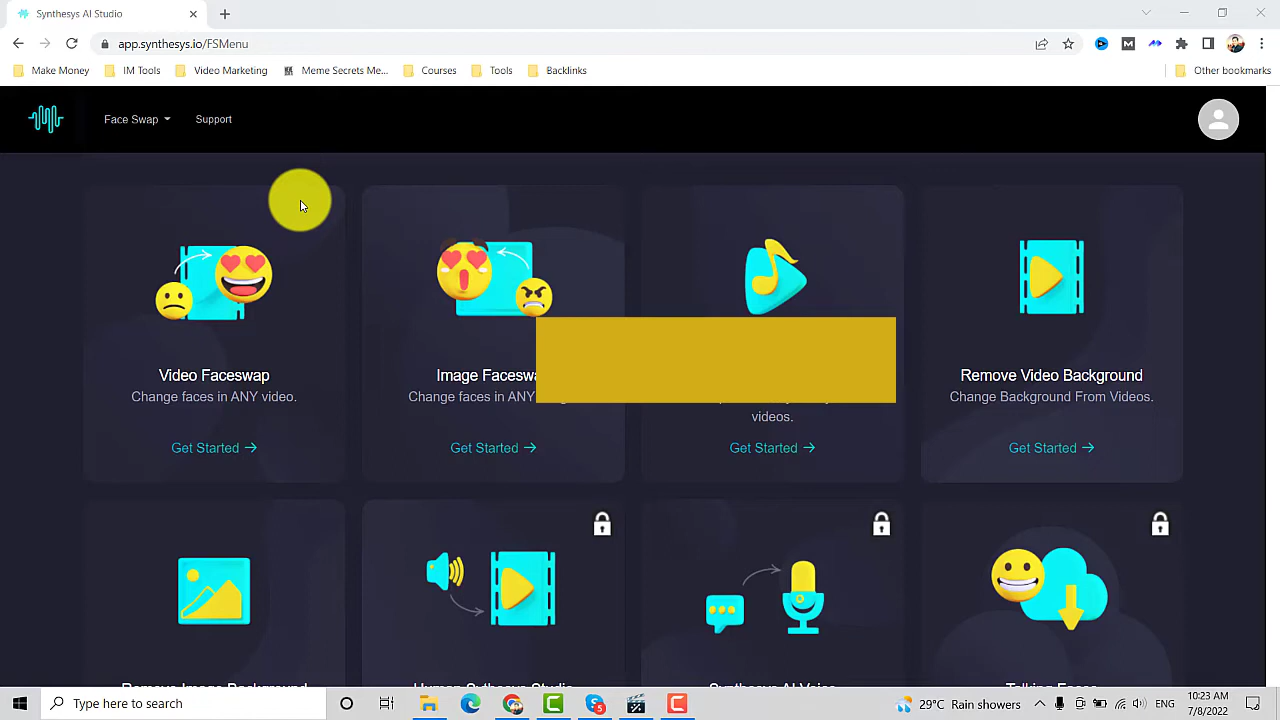 Synthesys AI Studio
app.synthesys.io/FSMenu
Make Money
IM Tools
Video Marketing
Meme Secrets Me...
Courses
Tools
Backlinks
Other bookmarks
Face Swap
Support
Video Faceswap
Change faces in ANY video.
Get Started
Change faces in ANY
Get Started
videos.
Get Started
Remove Video Background
Change Background From Videos.
Get Started
Type here to search
29°C Rain showers
ENG
10:23 AM
7/8/2022